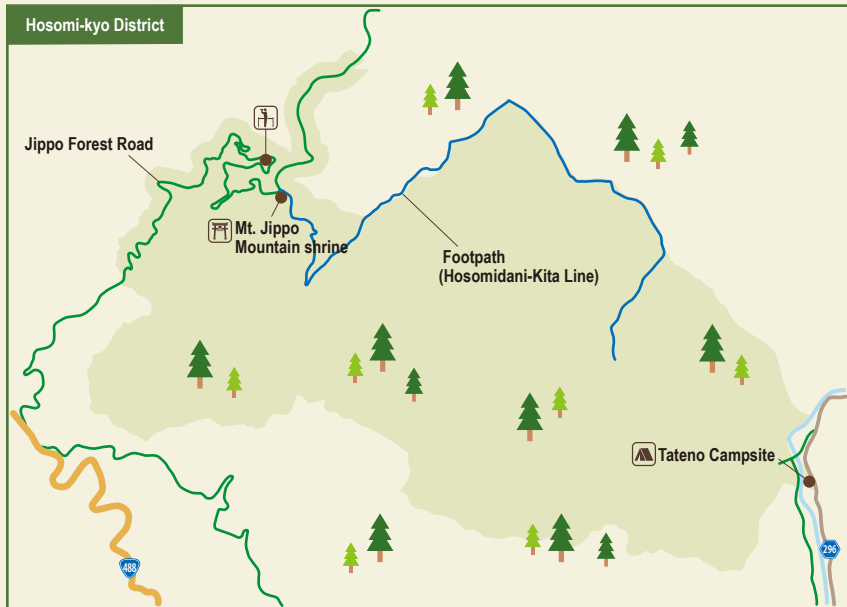 Hosomi-kyo District
Jippo Forest Road
Mt. Jippo
Mountain shrine
Footpath
(Hosomidani-Kita Line)
Tateno Campsite
296
488